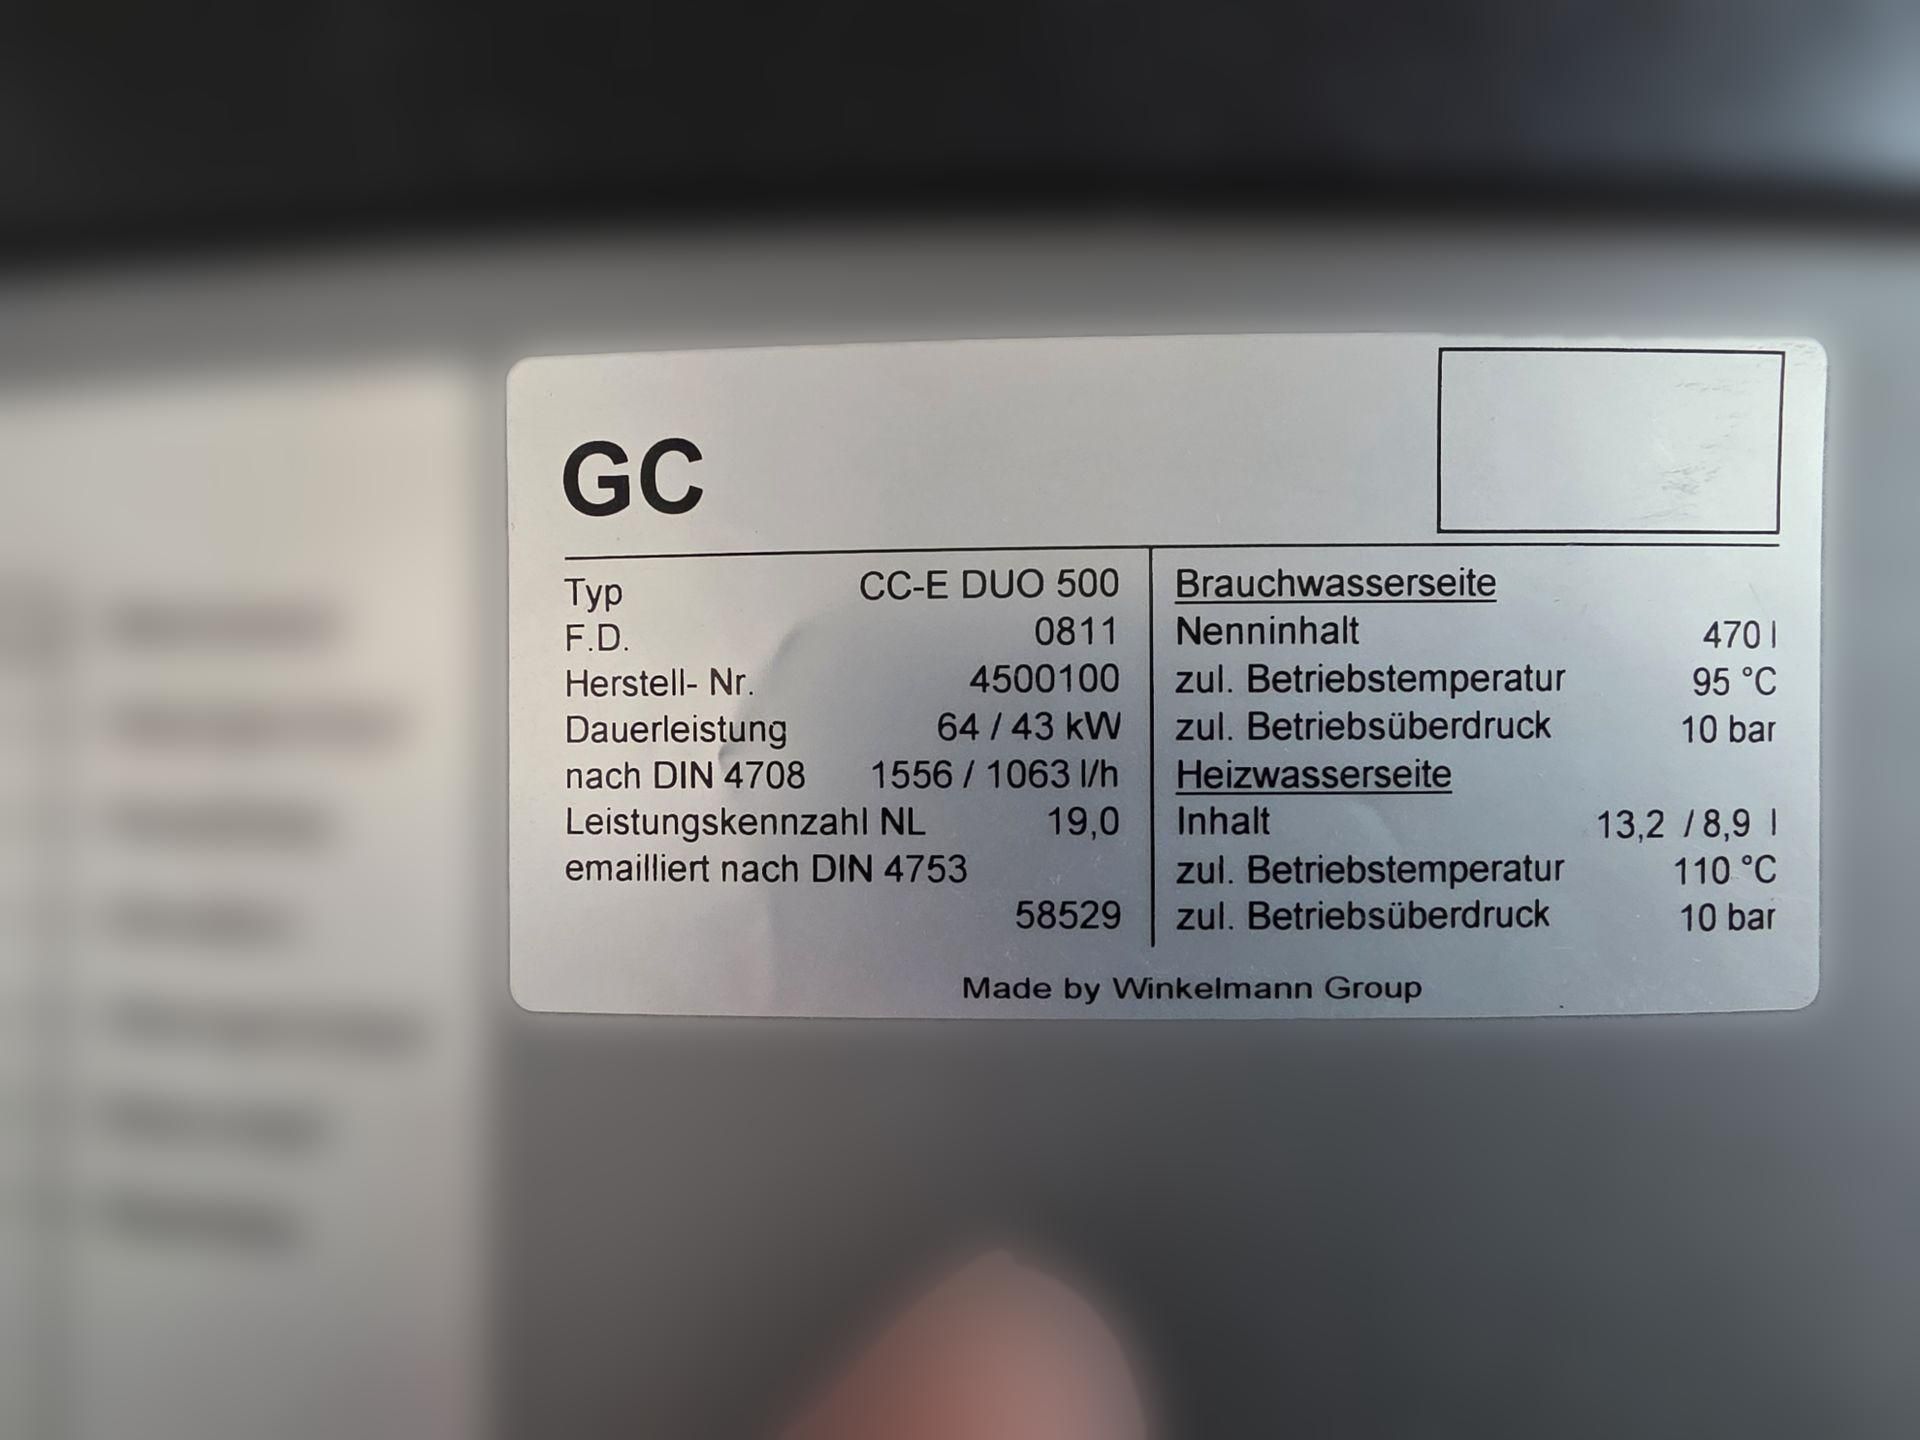 GC
Typ CC-E DUO 500
F.D. 0811
Herstell- Nr. 4500100
Dauerleistung 64 / 43 kW
nach DIN 4708 1556 / 1063 l/h
Leistungskennzahl NL 19,0
emailliert nach DIN 4753
58529
Brauchwasserseite
Nenninhalt 470 l
zul. Betriebstemperatur 95 °C
zul. Betriebsüberdruck 10 bar
Heizwasserseite
Inhalt 13,2 / 8,9 l
zul. Betriebstemperatur 110 °C
zul. Betriebsüberdruck 10 bar
Made by Winkelmann Group